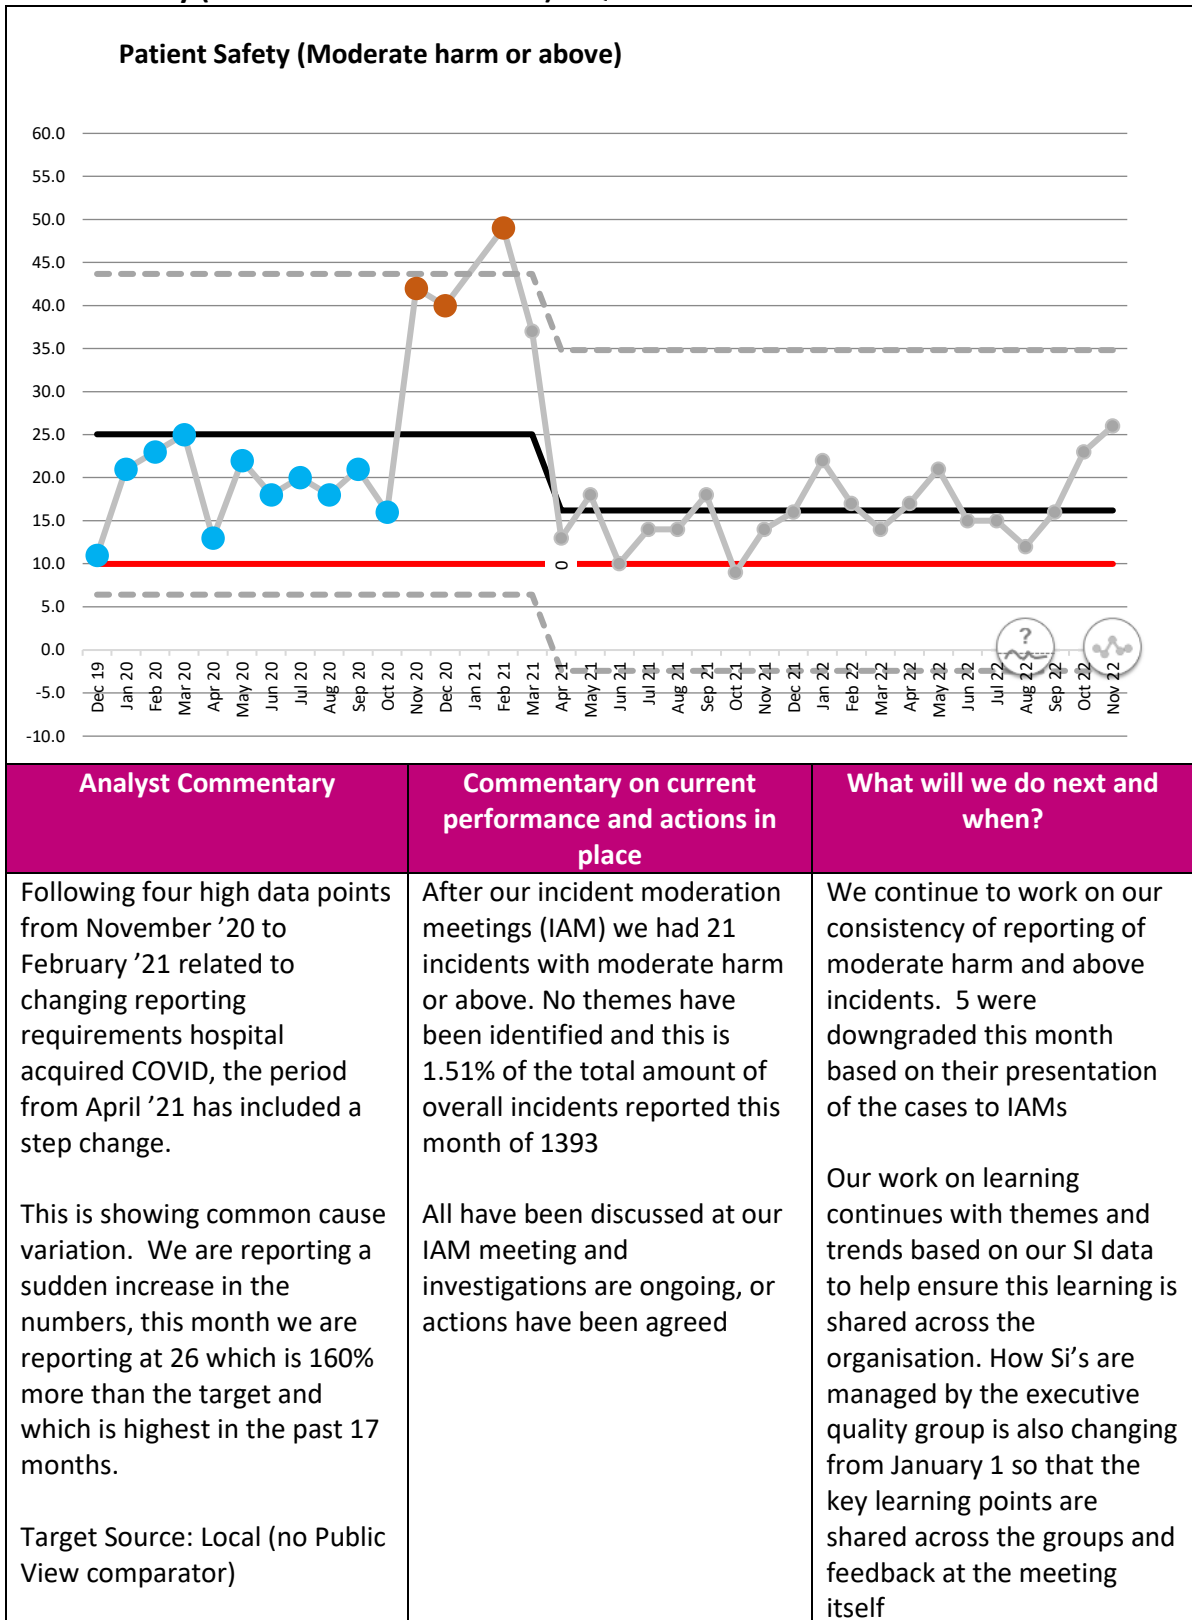 Patient Safety (Moderate harm or above)
60.0
55.0
50.0
45.0
40.0
35.0
30.0
25.0
20.0
15.0
10.0
5.0
0.0
-5.0
-10.0
0
?
Dec 19
Jan 20
Feb 20
Mar 20
Apr 20
May 20
Jun 20
Jul 20
Aug 20
Sep 20
Oct 20
Nov 20
Dec 20
Jan 21
Feb 21
Mar 21
Apr 21
May 21
Jun 21
Jul 21
Aug 21
Sep 21
Oct 21
Nov 21
Dec 21
Jan 22
Feb 22
Mar 22
Apr 22
May 22
Jun 22
Jul 22
Aug 22
Sep 22
Oct 22
Nov 22
Analyst Commentary
Following four high data points
from November ’20 to
February ’21 related to
changing reporting
requirements hospital
acquired COVID, the period
from April ’21 has included a
step change.
This is showing common cause
variation.  We are reporting a
sudden increase in the
numbers, this month we are
reporting at 26 which is 160%
more than the target and
which is highest in the past 17
months.
Target Source: Local (no Public
View comparator)
Commentary on current
performance and actions in
place
After our incident moderation
meetings (IAM) we had 21
incidents with moderate harm
or above. No themes have
been identified and this is
1.51% of the total amount of
overall incidents reported this
month of 1393
All have been discussed at our
IAM meeting and
investigations are ongoing, or
actions have been agreed
What will we do next and
when?
We continue to work on our
consistency of reporting of
moderate harm and above
incidents.  5 were
downgraded this month
based on their presentation
of the cases to IAMs
Our work on learning
continues with themes and
trends based on our SI data
to help ensure this learning is
shared across the
organisation. How Si’s are
managed by the executive
quality group is also changing
from January 1 so that the
key learning points are
shared across the groups and
feedback at the meeting
itself